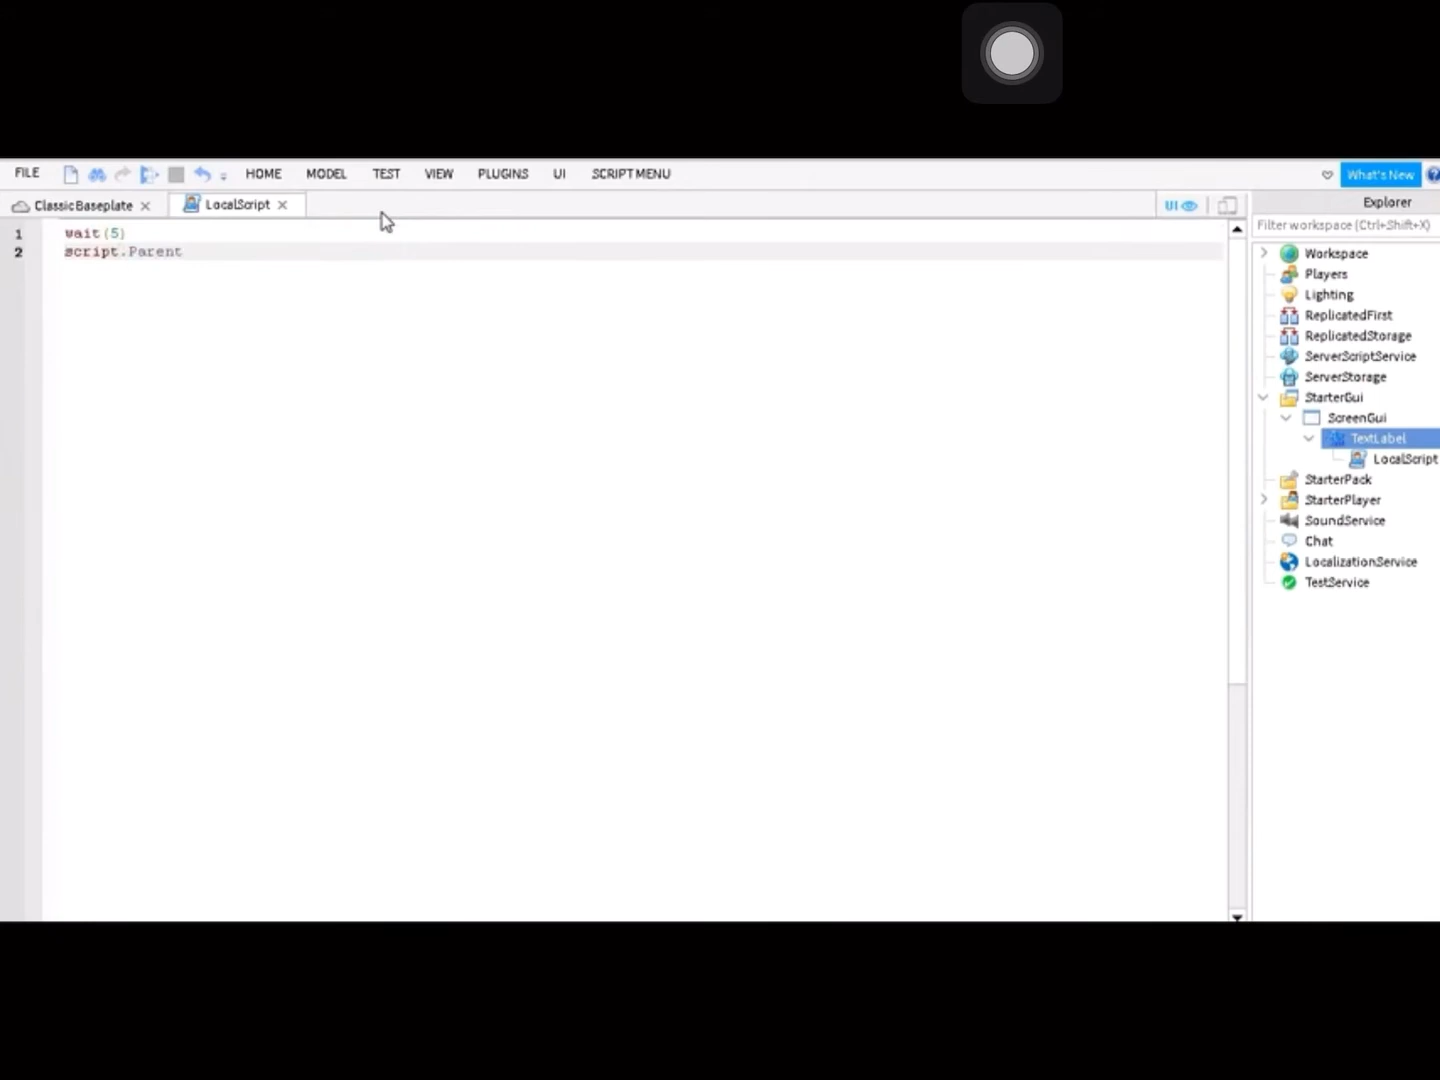 FILE HOME MODEL TEST VIEW PLUGINS UI SCRIPT MENU What's New ?
ClassicBaseplate × LocalScript × UI Explorer
Filter workspace (Ctrl+Shift+X)
1 wait(5)
2 script.Parent
Workspace
Players
Lighting
ReplicatedFirst
ReplicatedStorage
ServerScriptService
ServerStorage
StarterGui
ScreenGui
TextLabel
LocalScript
StarterPack
StarterPlayer
SoundService
Chat
LocalizationService
TestService